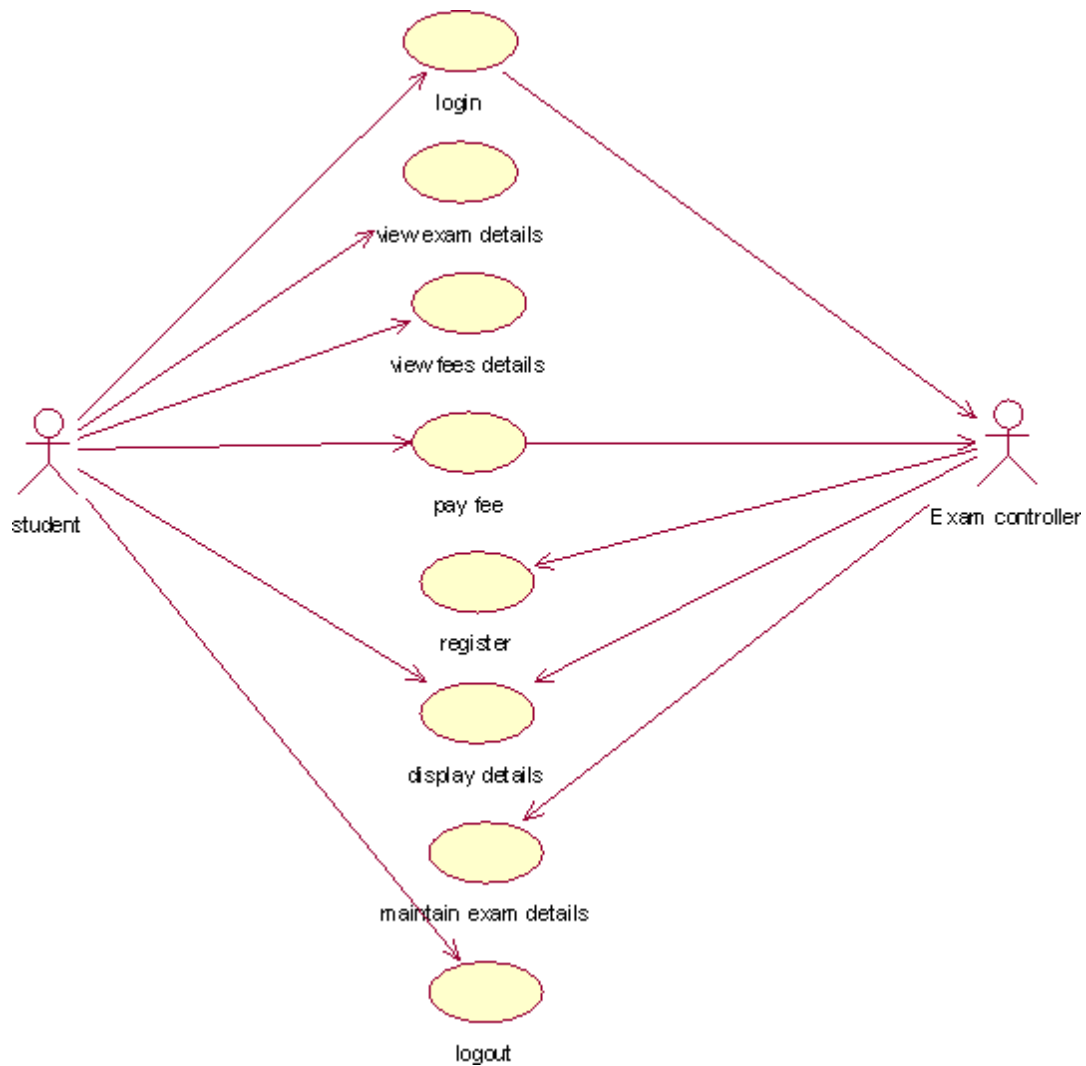 login
view exam details
view fees details
student
pay fee
Exam controller
register
display details
maintain exam details
logout